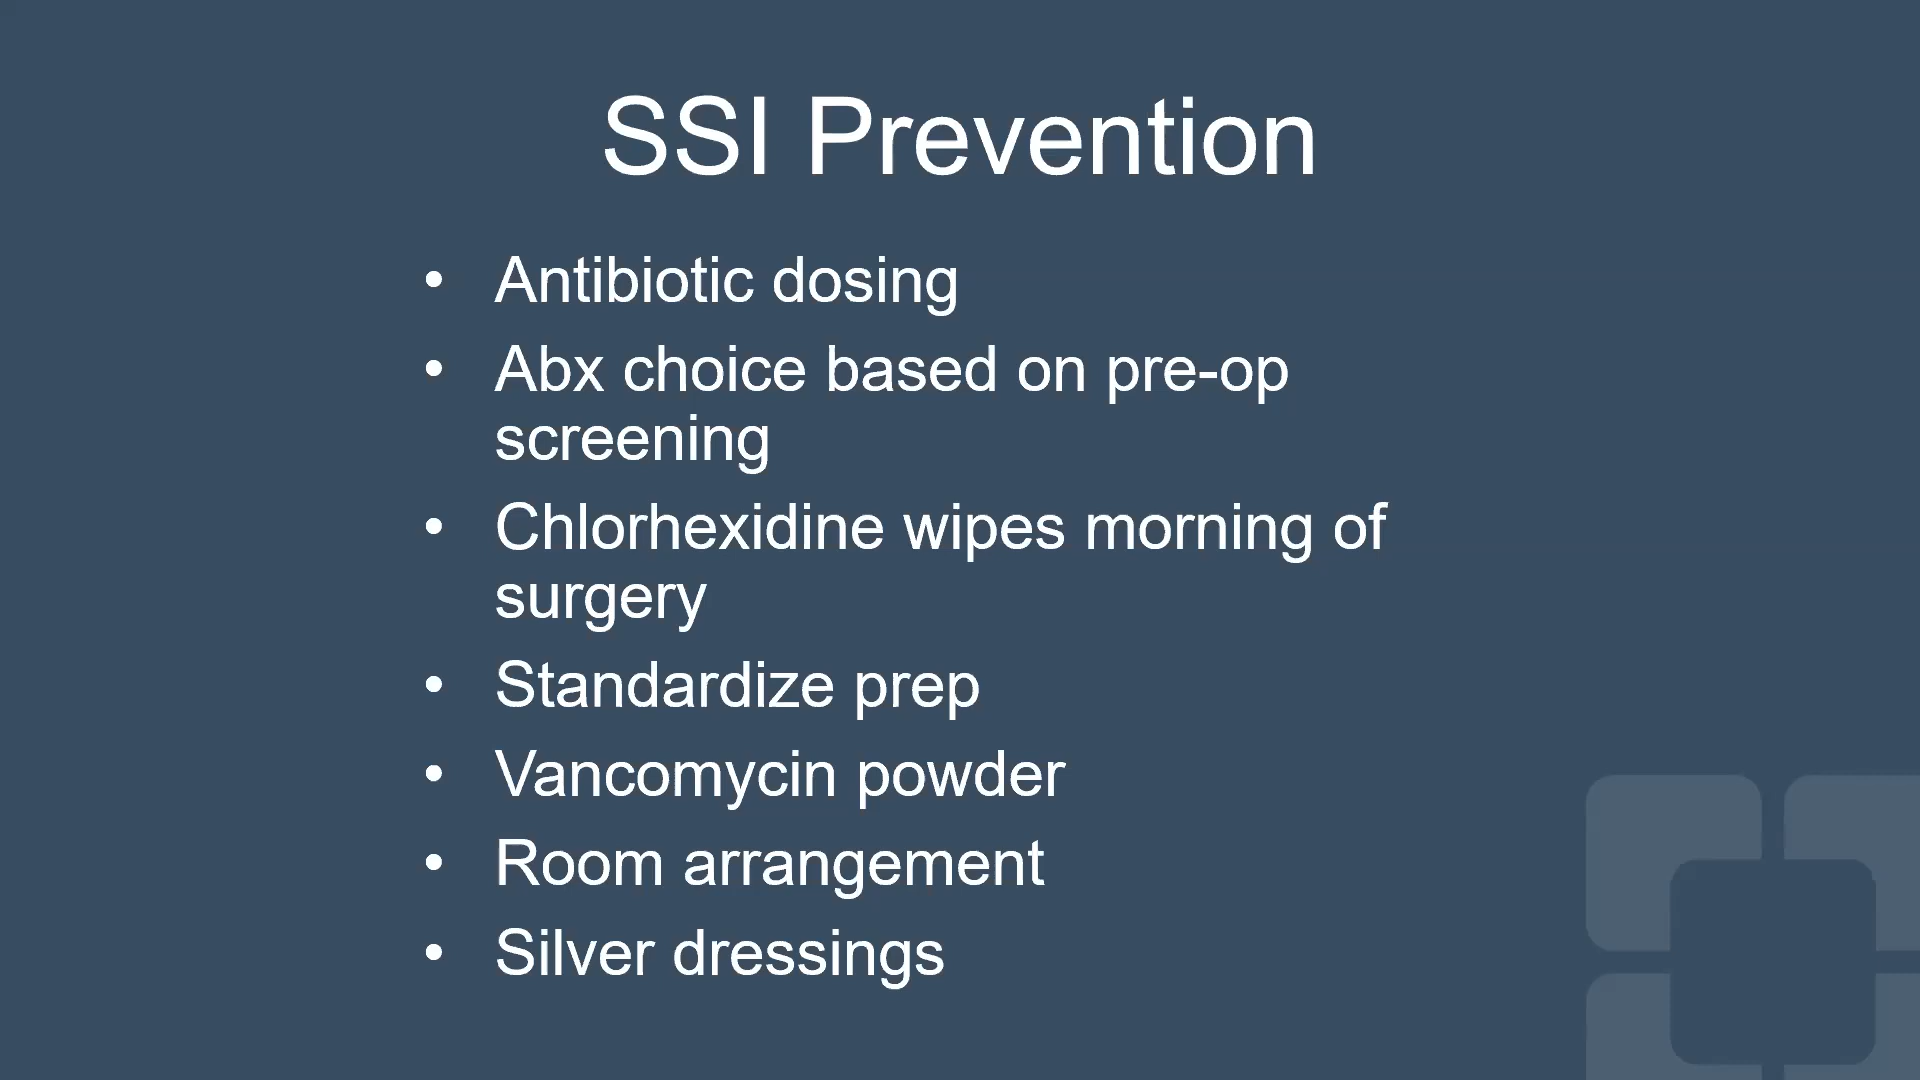 SSI Prevention
• Antibiotic dosing
• Abx choice based on pre-op
screening
• Chlorhexidine wipes morning of
surgery
• Standardize prep
• Vancomycin powder
• Room arrangement
• Silver dressings